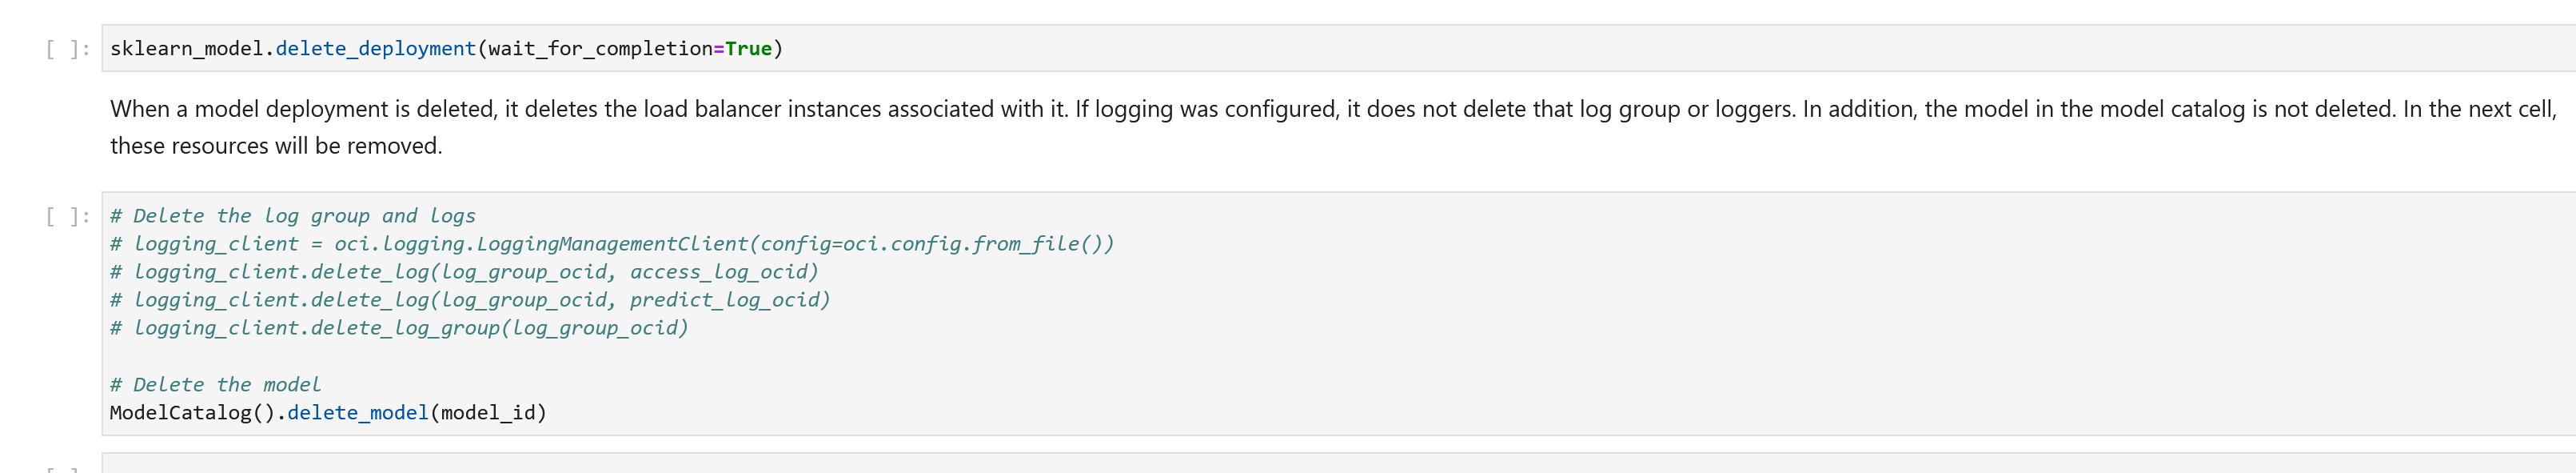 [ ]: sklearn_model.delete_deployment(wait_for_completion=True)
When a model deployment is deleted, it deletes the load balancer instances associated with it. If logging was configured, it does not delete that log group or loggers. In addition, the model in the model catalog is not deleted. In the next cell,
these resources will be removed.
[ ]: # Delete the log group and logs
# logging_client = oci.logging.LoggingManagementClient(config=oci.config.from_file())
# logging_client.delete_log(log_group_ocid, access_log_ocid)
# logging_client.delete_log(log_group_ocid, predict_log_ocid)
# logging_client.delete_log_group(log_group_ocid)
# Delete the model
ModelCatalog().delete_model(model_id)
[ ]